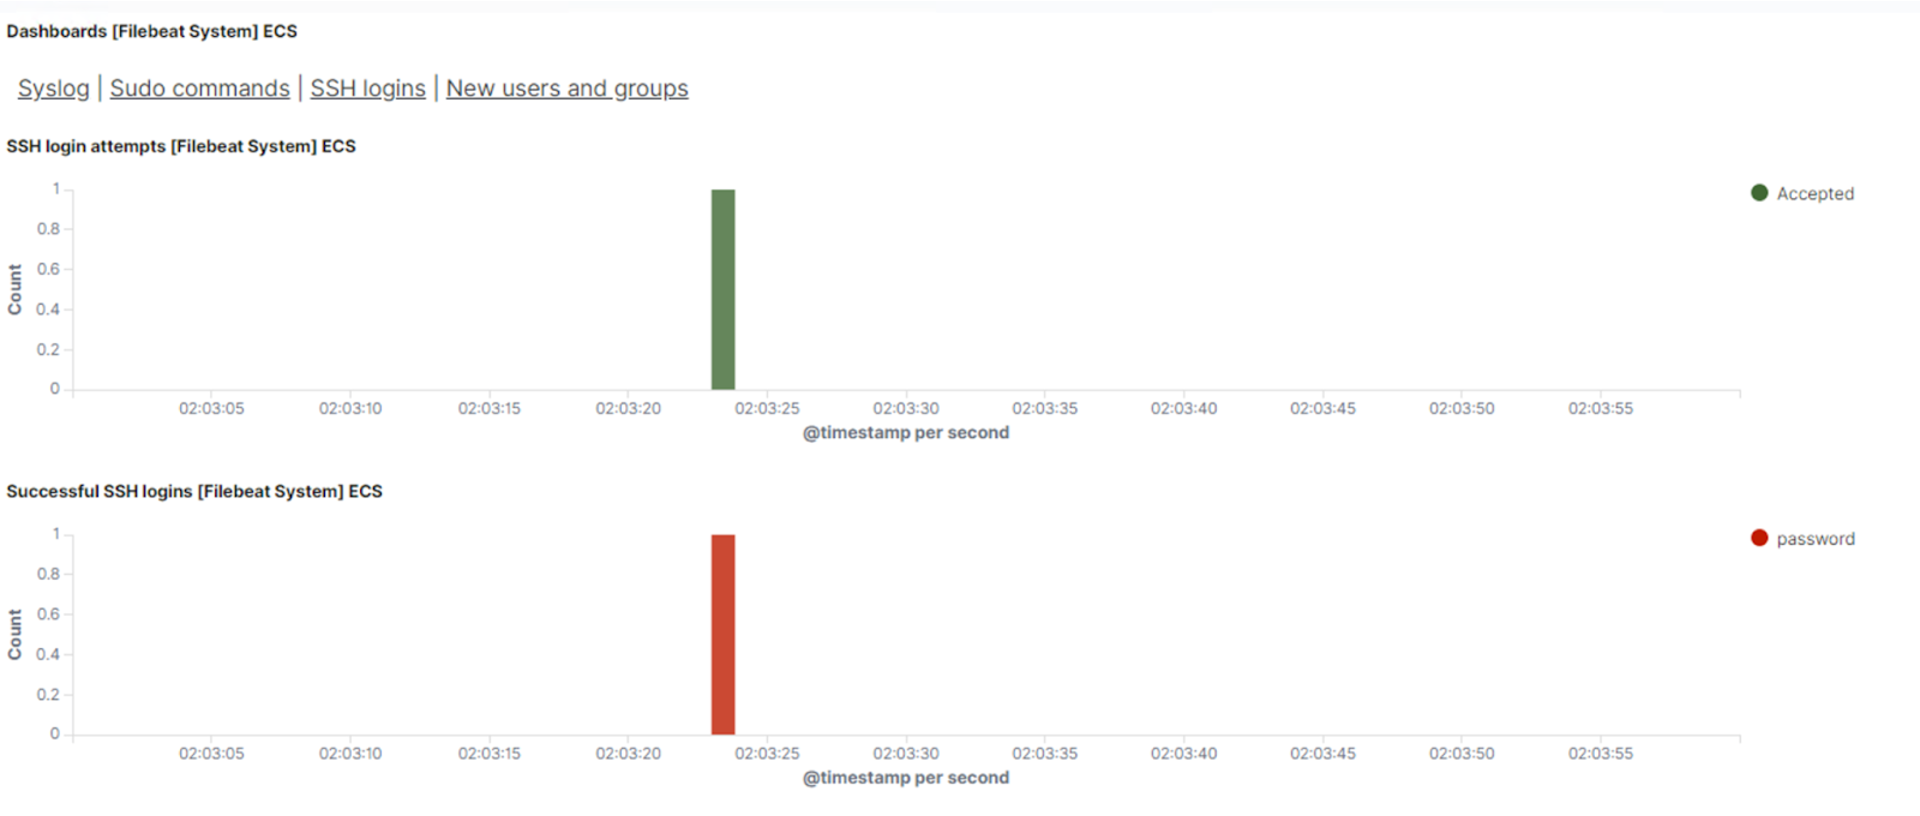 Dashboards [Filebeat System] ECS
Syslog | Sudo commands | SSH logins | New users and groups
SSH login attempts [Filebeat System] ECS
1
0.8
0.6
0.4
0.2
0
Count
Accepted
02:03:05 02:03:10 02:03:15 02:03:20 02:03:25 02:03:30 02:03:35 02:03:40 02:03:45 02:03:50 02:03:55
@timestamp per second
Successful SSH logins [Filebeat System] ECS
1
0.8
0.6
0.4
0.2
0
Count
password
02:03:05 02:03:10 02:03:15 02:03:20 02:03:25 02:03:30 02:03:35 02:03:40 02:03:45 02:03:50 02:03:55
@timestamp per second